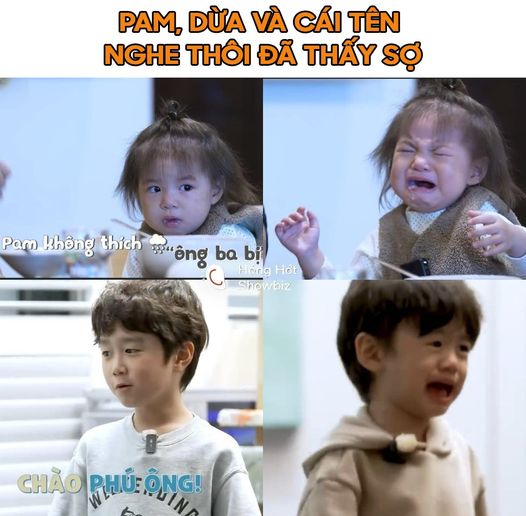 PAM, DỪA VÀ CÁI TÊN
NGHE THÔI ĐÃ THẤY SỢ
Pam không thích
"ông ba bị
Hóng Hớt
Showbiz
CHÀO PHÚ ÔNG!